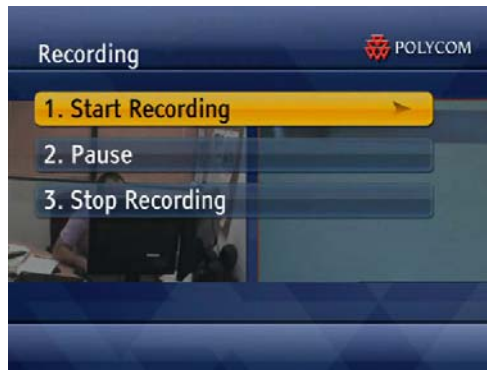 Recording
POLYCOM
1. Start Recording
2. Pause
3. Stop Recording